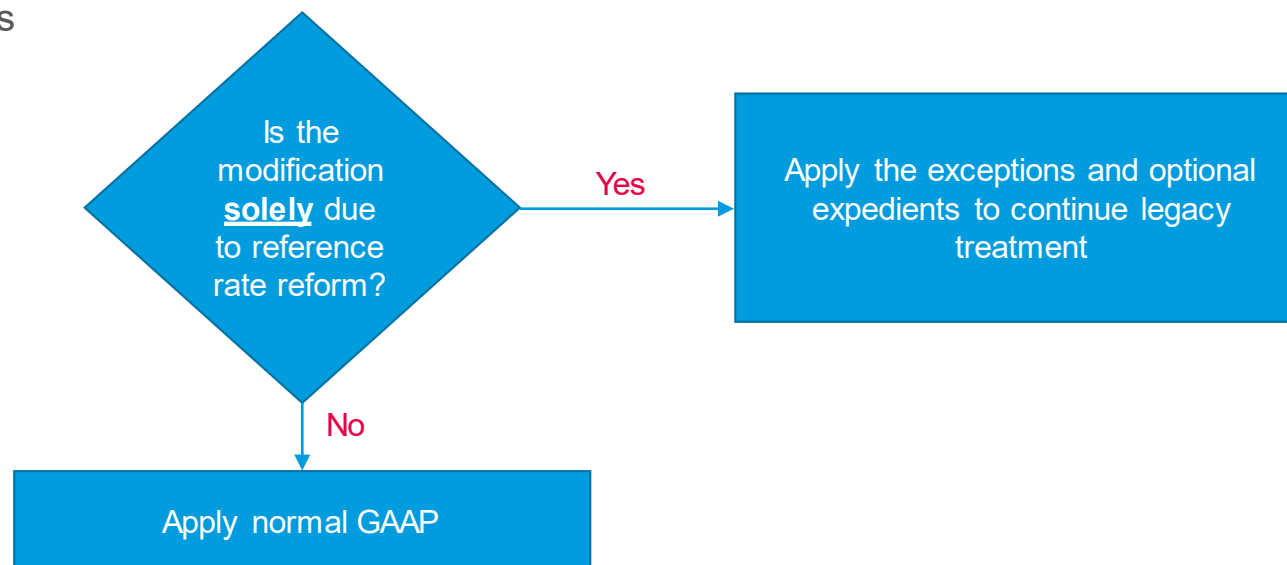 s
Is the
modification
solely due
to reference
rate reform?
Yes
Apply the exceptions and optional
expedients to continue legacy
treatment
No
Apply normal GAAP